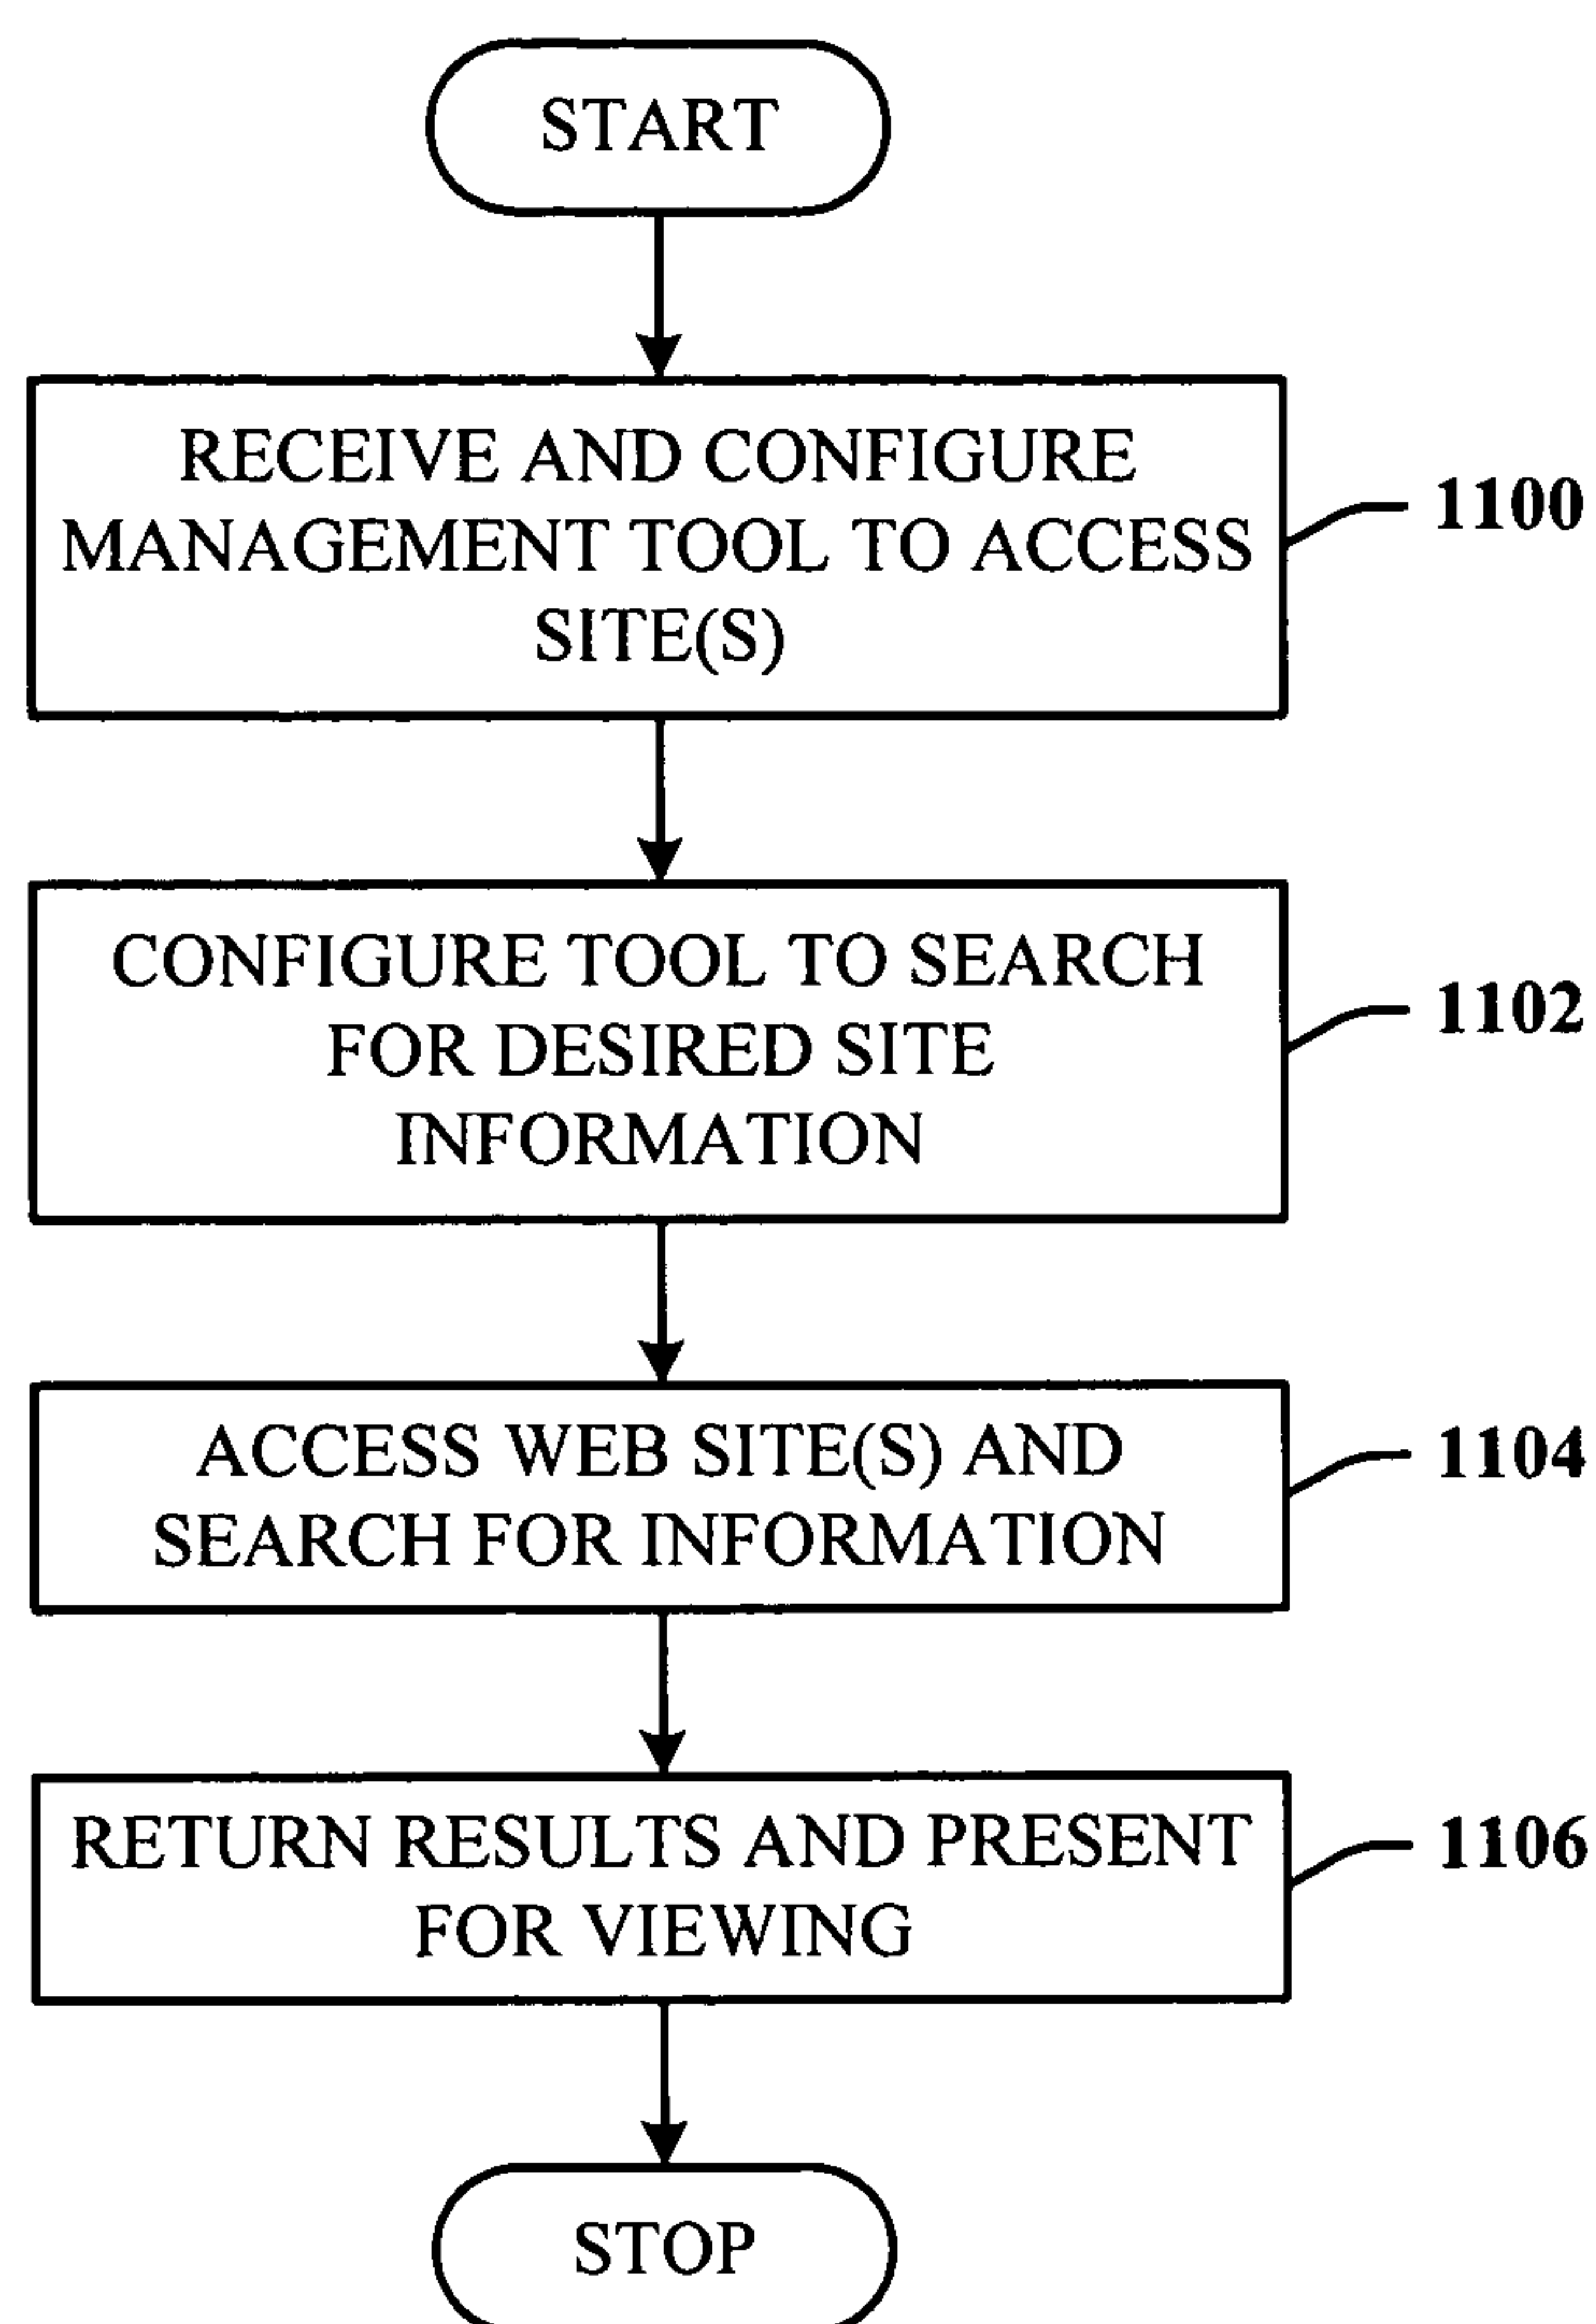 START
RECEIVE AND CONFIGURE
MANAGEMENT TOOL TO ACCESS
SITE(S)
1100
CONFIGURE TOOL TO SEARCH
FOR DESIRED SITE
INFORMATION
1102
ACCESS WEB SITE(S) AND
SEARCH FOR INFORMATION
1104
RETURN RESULTS AND PRESENT
FOR VIEWING
1106
STOP